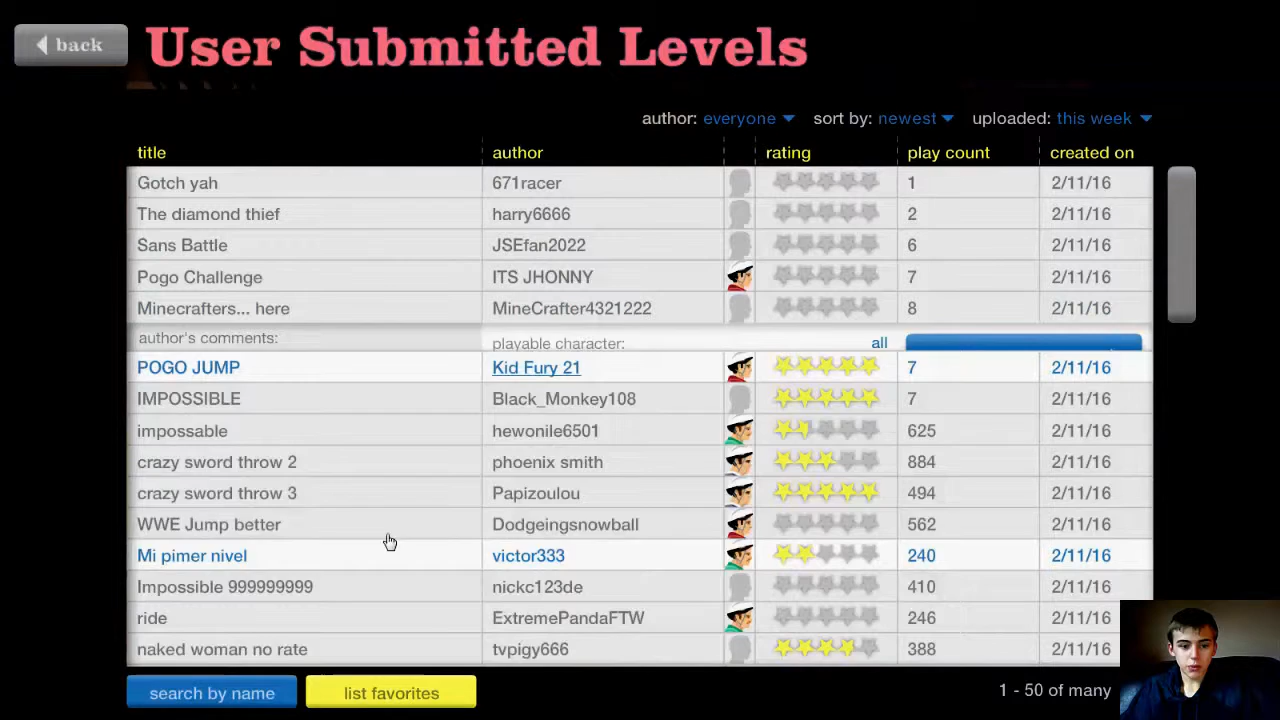 back
User Submitted Levels
author: everyone sort by: newest uploaded: this week
title author rating play count created on
Gotch yah 671racer 1 2/11/16
The diamond thief harry6666 2 2/11/16
Sans Battle JSEfan2022 6 2/11/16
Pogo Challenge ITS JHONNY 7 2/11/16
Minecrafters... here MineCrafter4321222 8 2/11/16
author's comments: playable character: all
POGO JUMP Kid Fury 21 7 2/11/16
IMPOSSIBLE Black_Monkey108 7 2/11/16
impossable hewonile6501 625 2/11/16
crazy sword throw 2 phoenix smith 884 2/11/16
crazy sword throw 3 Papizoulou 494 2/11/16
WWE Jump better Dodgeingsnowball 562 2/11/16
Mi pimer nivel victor333 240 2/11/16
Impossible 999999999 nickc123de 410 2/11/16
ride ExtremePandaFTW 246 2/11/16
naked woman no rate tvpigy666 388 2/11/16
search by name list favorites 1 - 50 of many